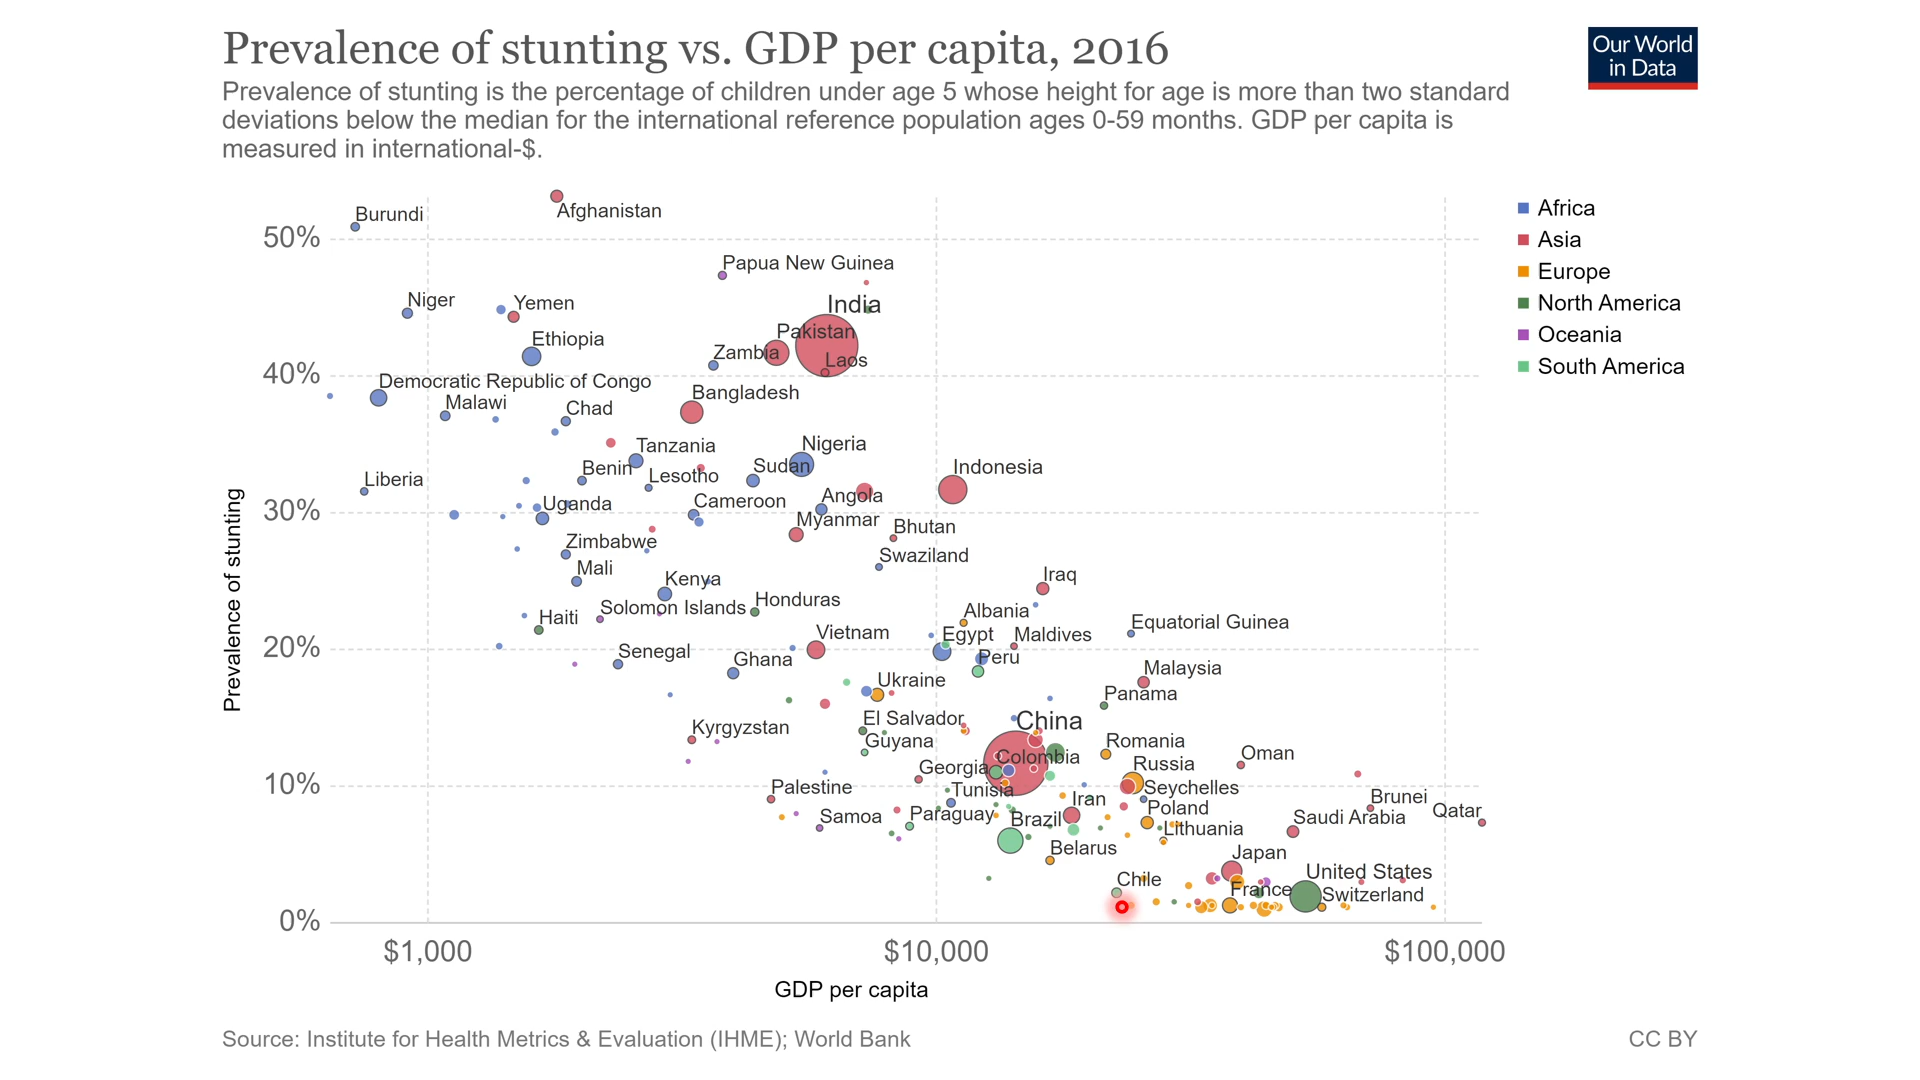 Prevalence of stunting vs. GDP per capita, 2016
Our World
in Data
Prevalence of stunting is the percentage of children under age 5 whose height for age is more than two standard
deviations below the median for the international reference population ages 0-59 months. GDP per capita is
measured in international-$.
Africa
Asia
Europe
North America
Oceania
South America
Prevalence of stunting
50%
40%
30%
20%
10%
0%
Burundi
Afghanistan
Papua New Guinea
Niger
Yemen
India
Ethiopia
Pakistan
Zambia
Laos
Democratic Republic of Congo
Bangladesh
Malawi
Chad
Tanzania
Nigeria
Benin
Sudan
Indonesia
Lesotho
Liberia
Uganda
Cameroon
Angola
Myanmar
Bhutan
Zimbabwe
Swaziland
Mali
Kenya
Iraq
Solomon Islands
Honduras
Haiti
Albania
Equatorial Guinea
Vietnam
Egypt
Maldives
Senegal
Ghana
Peru
Malaysia
Ukraine
Panama
El Salvador
China
Kyrgyzstan
Guyana
Romania
Colombia
Oman
Georgia
Russia
Palestine
Tunisia
Seychelles
Iran
Brunei
Samoa
Paraguay
Poland
Qatar
Brazil
Saudi Arabia
Lithuania
Belarus
Japan
Chile
United States
France
Switzerland
$1,000
$10,000
$100,000
GDP per capita
Source: Institute for Health Metrics & Evaluation (IHME); World Bank
CC BY